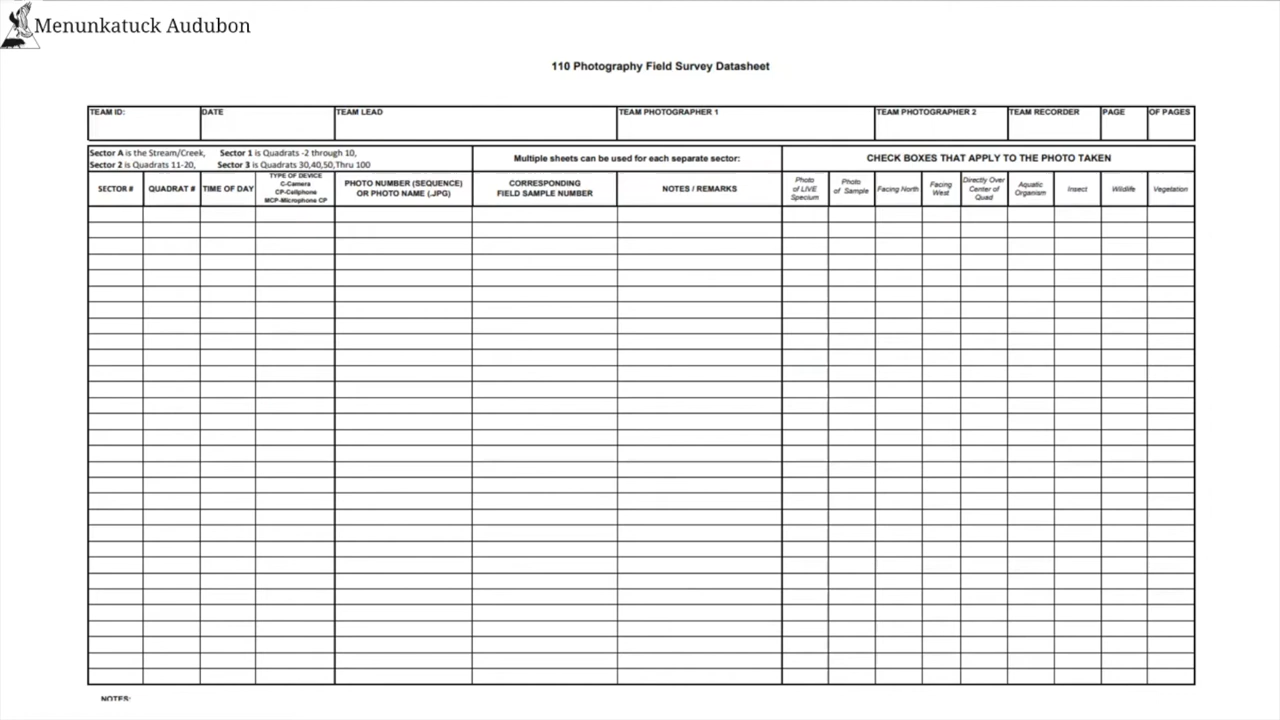 Menunkatuck Audubon
110 Photography Field Survey Datasheet
TEAM ID:
DATE
TEAM LEAD
TEAM PHOTOGRAPHER 1
TEAM PHOTOGRAPHER 2
TEAM RECORDER
PAGE
OF PAGES
Sector A is the Stream/Creek, Sector 1 is Quadrats -2 through 10,
Sector 2 is Quadrats 11-20, Sector 3 is Quadrats 30,40,50,Thru 100
Multiple sheets can be used for each separate sector:
CHECK BOXES THAT APPLY TO THE PHOTO TAKEN
SECTOR #
QUADRAT #
TIME OF DAY
TYPE OF DEVICE
C-Camera
CP-Cellphone
MCP-Microphone CP
PHOTO NUMBER (SEQUENCE)
OR PHOTO NAME (.JPG)
CORRESPONDING
FIELD SAMPLE NUMBER
NOTES / REMARKS
Photo
of LIVE
Specium
Photo
of Sample
Facing North
Facing
West
Directly Over
Center of
Quad
Aquatic
Organism
Insect
Wildlife
Vegetation
NOTES: